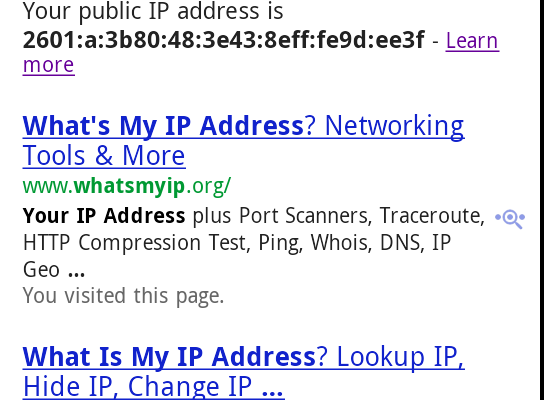 Your public IP address is
2601:a:3b80:48:3e43:8eff:fe9d:ee3f - Learn
more
What's My IP Address? Networking
Tools & More
www.whatsmyip.org/
Your IP Address plus Port Scanners, Traceroute,
HTTP Compression Test, Ping, Whois, DNS, IP
Geo ...
You visited this page.
What Is My IP Address? Lookup IP,
Hide IP, Change IP ...